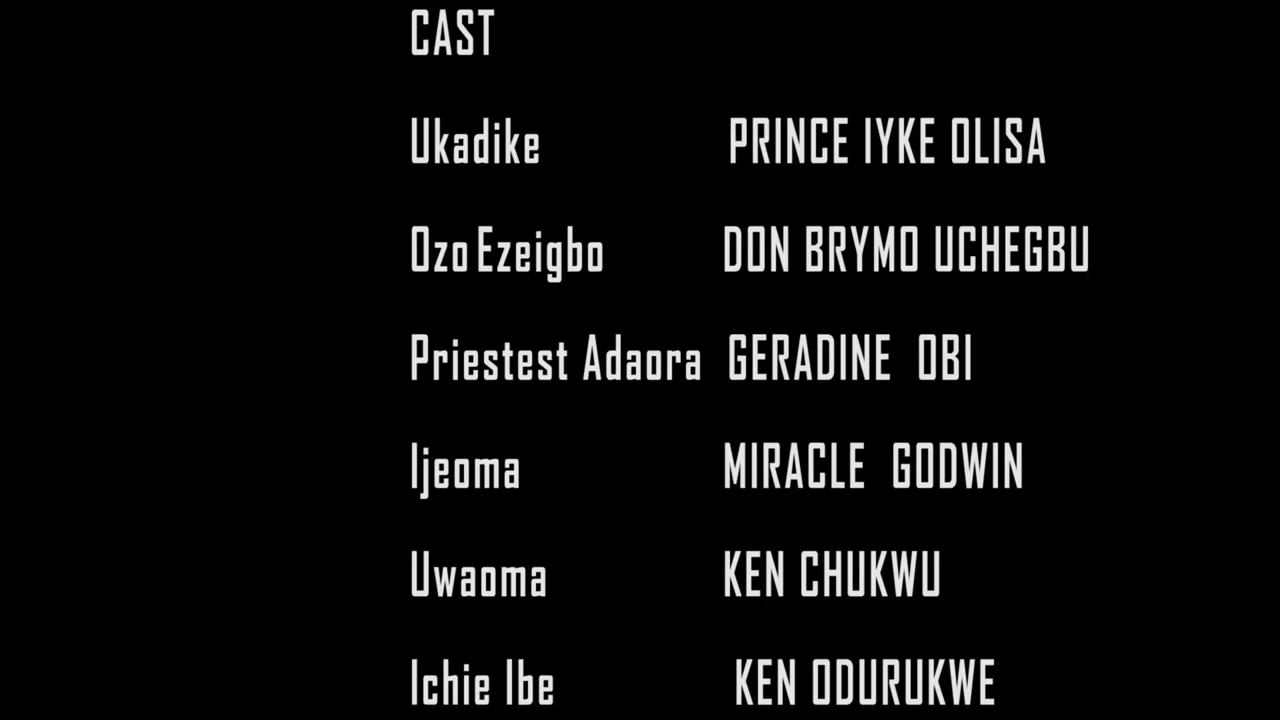 CAST
Ukadike PRINCE IYKE OLISA
Ozo Ezeigbo DON BRYMO UCHEGBU
Priestest Adaora GERADINE OBI
Ijeoma MIRACLE GODWIN
Uwaoma KEN CHUKWU
Ichie Ibe KEN ODURUKWE